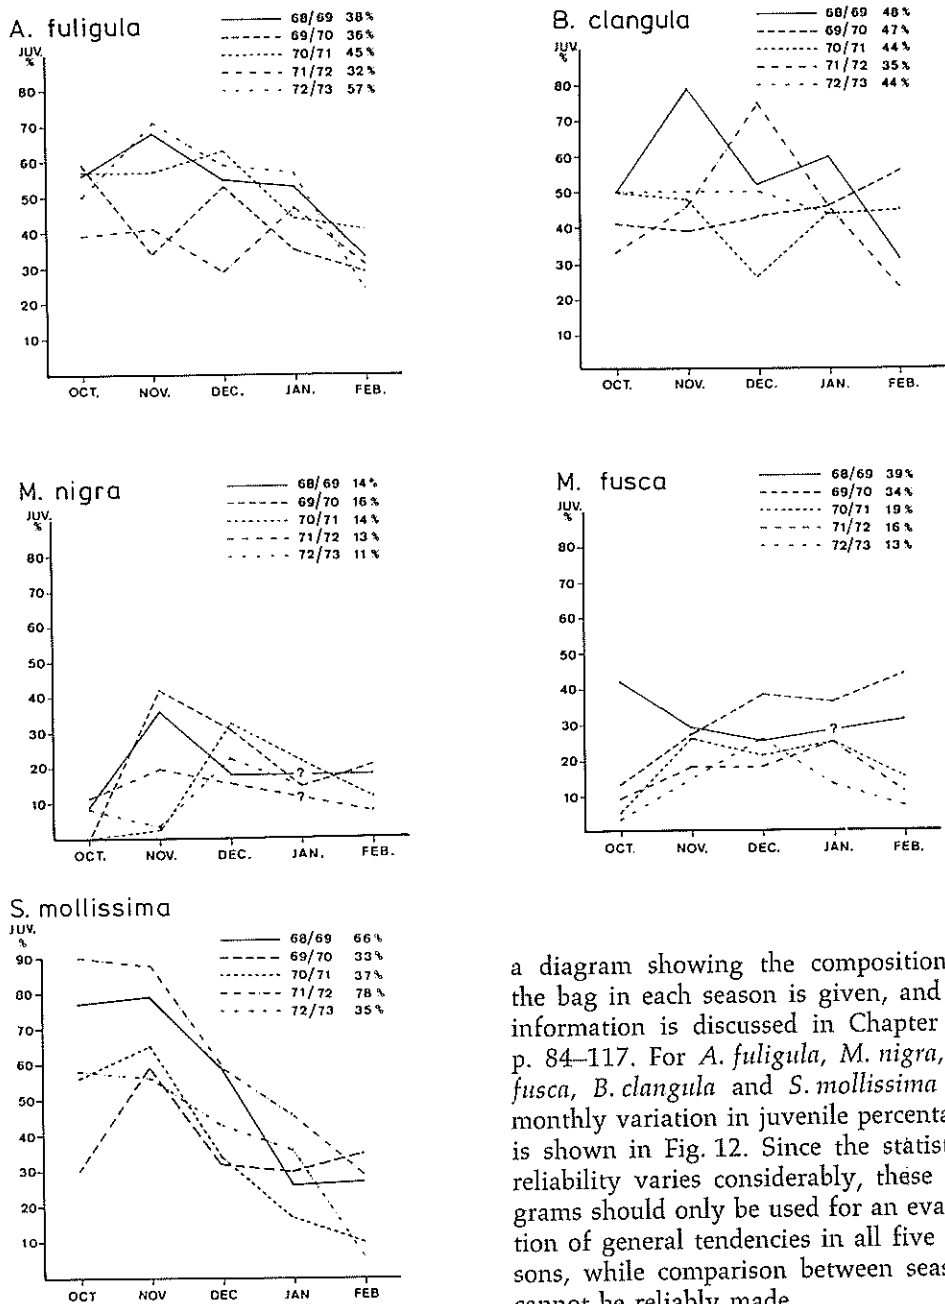 A. fuligula
68/69 38%
69/70 36%
70/71 45%
71/72 32%
72/73 57%
JUV.
%
80
70
60
50
40
30
20
10
OCT. NOV. DEC. JAN. FEB.
B. clangula
68/69 48%
69/70 47%
70/71 44%
71/72 35%
72/73 44%
JUV.
%
80
70
60
50
40
30
20
10
OCT. NOV. DEC. JAN. FEB.
M. nigra
68/69 14%
69/70 16%
70/71 14%
71/72 13%
72/73 11%
JUV.
%
80
70
60
50
40
30
20
10
?
?
OCT. NOV. DEC. JAN. FEB.
M. fusca
68/69 39%
69/70 34%
70/71 19%
71/72 16%
72/73 13%
JUV.
%
80
70
60
50
40
30
20
10
?
OCT. NOV. DEC. JAN. FEB.
S. mollissima
68/69 66%
69/70 33%
70/71 37%
71/72 78%
72/73 35%
JUV.
%
90
80
70
60
50
40
30
20
10
OCT NOV. DEC. JAN. FEB.
a diagram showing the composition
the bag in each season is given, and
information is discussed in Chapter
p. 84–117. For A. fuligula, M. nigra,
fusca, B. clangula and S. mollissima
monthly variation in juvenile percenta
is shown in Fig. 12. Since the statist
reliability varies considerably, these
grams should only be used for an eva
tion of general tendencies in all five
sons, while comparison between seas
cannot be reliably made.